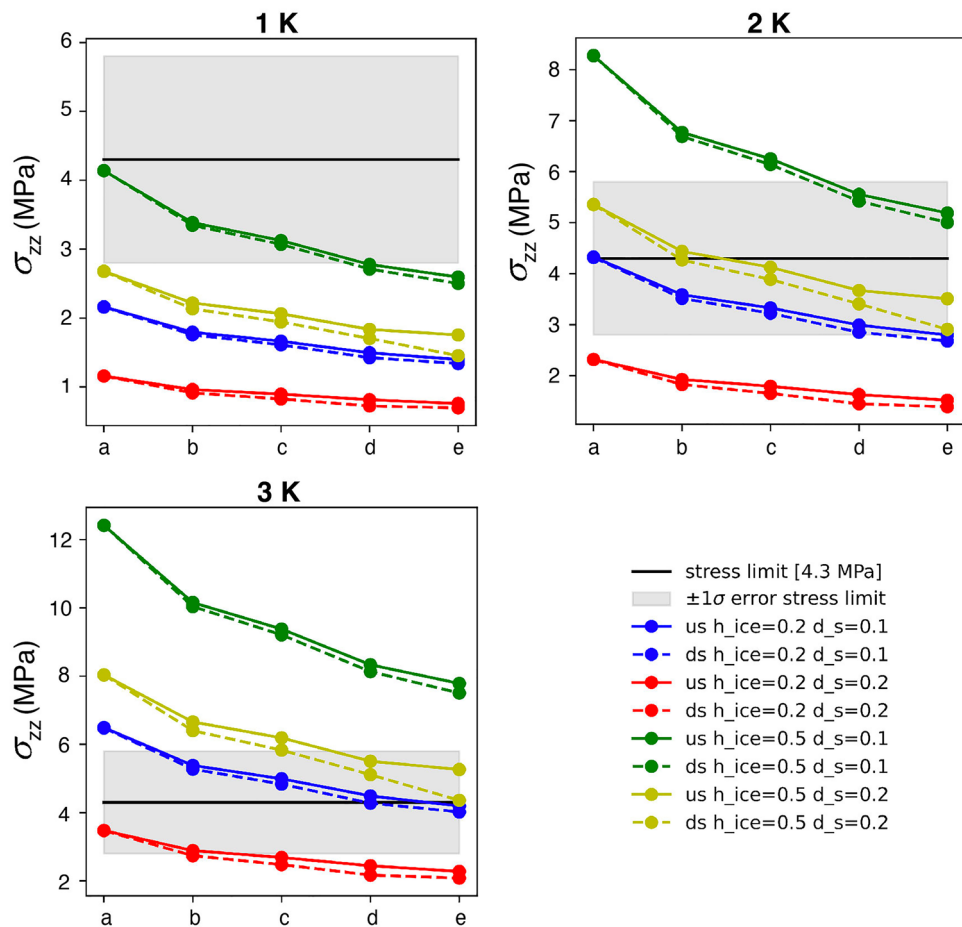 1 K
σzz (MPa)
6
5
4
3
2
1
a b c d e
2 K
σzz (MPa)
8
7
6
5
4
3
2
a b c d e
3 K
σzz (MPa)
12
10
8
6
4
2
a b c d e
stress limit [4.3 MPa]
±1σ error stress limit
us h_ice=0.2 d_s=0.1
ds h_ice=0.2 d_s=0.1
us h_ice=0.2 d_s=0.2
ds h_ice=0.2 d_s=0.2
us h_ice=0.5 d_s=0.1
ds h_ice=0.5 d_s=0.1
us h_ice=0.5 d_s=0.2
ds h_ice=0.5 d_s=0.2